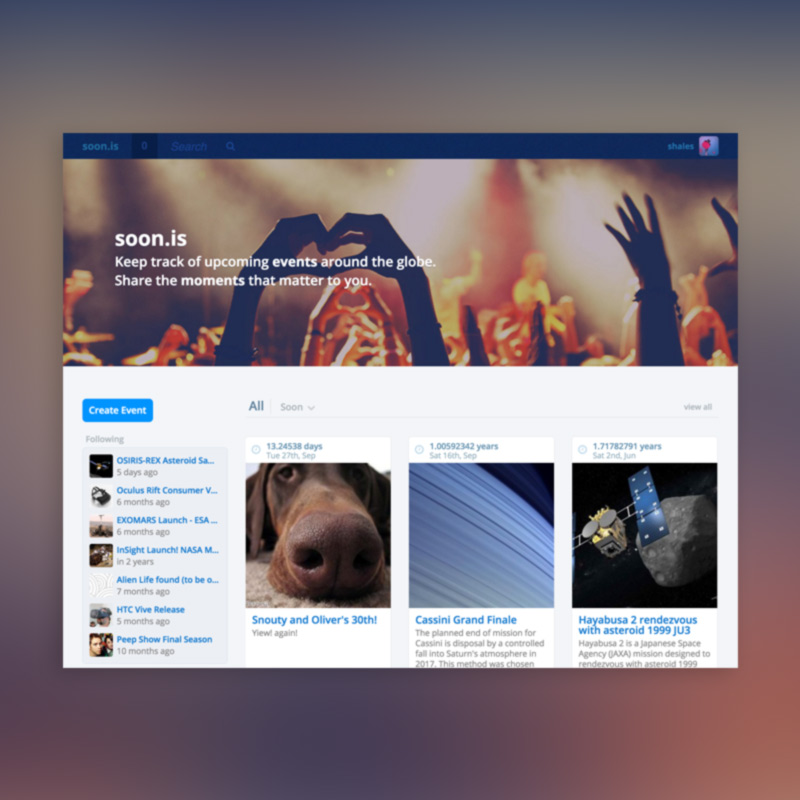 soon.is 0 Search shales
soon.is
Keep track of upcoming events around the globe.
Share the moments that matter to you.
Create Event
All Soon view all
Following
OSIRIS-REX Asteroid Sa...
5 days ago
Oculus Rift Consumer V...
6 months ago
EXOMARS Launch - ESA ...
6 months ago
InSight Launch! NASA M...
in 2 years
Alien Life found (to be o...
7 months ago
HTC Vive Release
5 months ago
Peep Show Final Season
10 months ago
13.24538 days
Tue 27th, Sep
Snouty and Oliver's 30th!
Yiew! again!
1.00592342 years
Sat 16th, Sep
Cassini Grand Finale
The planned end of mission for
Cassini is disposal by a controlled
fall into Saturn's atmosphere in
2017. This method was chosen
1.71782791 years
Sat 2nd, Jun
Hayabusa 2 rendezvous
with asteroid 1999 JU3
Hayabusa 2 is a Japanese Space
Agency (JAXA) mission designed to
rendezvous with asteroid 1999